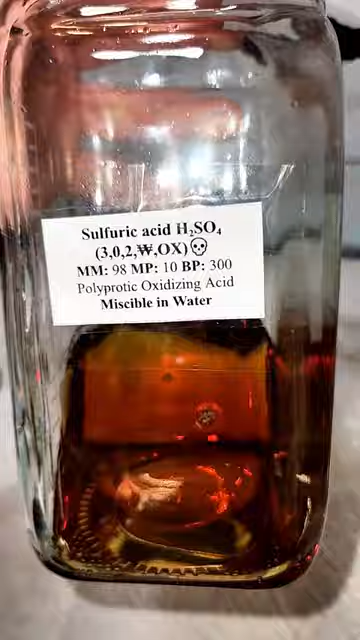 Sulfuric acid H₂SO₄
(3,0,2,W̶,OX)☠
MM: 98 MP: 10 BP: 300
Polyprotic Oxidizing Acid
Miscible in Water